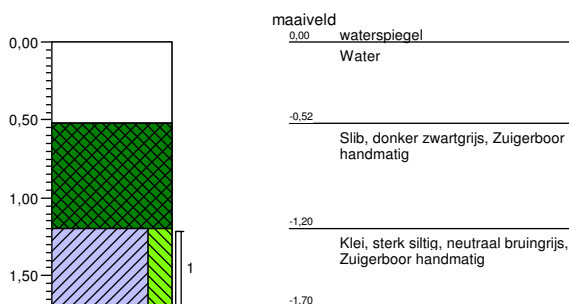 maaiveld
0,00
0,00 waterspiegel
Water
0,50
-0,52
Slib, donker zwartgrijs, Zuigerboor
handmatig
1,00
-1,20
Klei, sterk siltig, neutraal bruingrijs,
Zuigerboor handmatig
1
1,50
-1,70